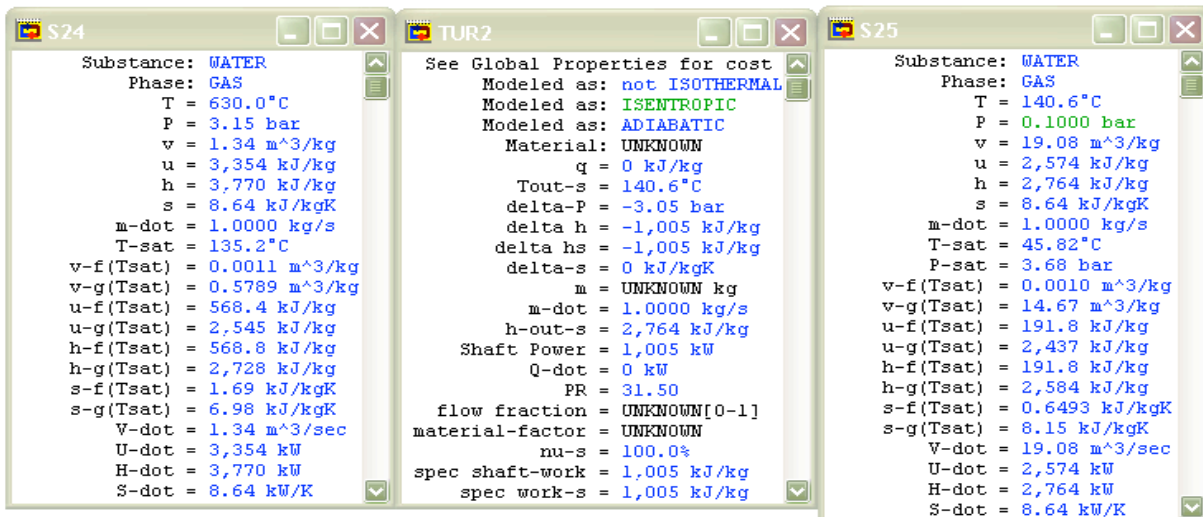 S24
Substance: WATER
Phase: GAS
T = 630.0°C
P = 3.15 bar
v = 1.34 m^3/kg
u = 3,354 kJ/kg
h = 3,770 kJ/kg
s = 8.64 kJ/kgK
m-dot = 1.0000 kg/s
T-sat = 135.2°C
v-f(Tsat) = 0.0011 m^3/kg
v-g(Tsat) = 0.5789 m^3/kg
u-f(Tsat) = 568.4 kJ/kg
u-g(Tsat) = 2,545 kJ/kg
h-f(Tsat) = 568.8 kJ/kg
h-g(Tsat) = 2,728 kJ/kg
s-f(Tsat) = 1.69 kJ/kgK
s-g(Tsat) = 6.98 kJ/kgK
V-dot = 1.34 m^3/sec
U-dot = 3,354 kW
H-dot = 3,770 kW
S-dot = 8.64 kW/K
TUR2
See Global Properties for cost
Modeled as: not ISOTHERMAL
Modeled as: ISENTROPIC
Modeled as: ADIABATIC
Material: UNKNOWN
q = 0 kJ/kg
Tout-s = 140.6°C
delta-P = -3.05 bar
delta h = -1,005 kJ/kg
delta hs = -1,005 kJ/kg
delta-s = 0 kJ/kgK
m = UNKNOWN kg
m-dot = 1.0000 kg/s
h-out-s = 2,764 kJ/kg
Shaft Power = 1,005 kW
Q-dot = 0 kW
PR = 31.50
flow fraction = UNKNOWN[0-1]
material-factor = UNKNOWN
nu-s = 100.0%
spec shaft-work = 1,005 kJ/kg
spec work-s = 1,005 kJ/kg
S25
Substance: WATER
Phase: GAS
T = 140.6°C
P = 0.1000 bar
v = 19.08 m^3/kg
u = 2,574 kJ/kg
h = 2,764 kJ/kg
s = 8.64 kJ/kgK
m-dot = 1.0000 kg/s
T-sat = 45.82°C
P-sat = 3.68 bar
v-f(Tsat) = 0.0010 m^3/kg
v-g(Tsat) = 14.67 m^3/kg
u-f(Tsat) = 191.8 kJ/kg
u-g(Tsat) = 2,437 kJ/kg
h-f(Tsat) = 191.8 kJ/kg
h-g(Tsat) = 2,584 kJ/kg
s-f(Tsat) = 0.6493 kJ/kgK
s-g(Tsat) = 8.15 kJ/kgK
V-dot = 19.08 m^3/sec
U-dot = 2,574 kW
H-dot = 2,764 kW
S-dot = 8.64 kW/K